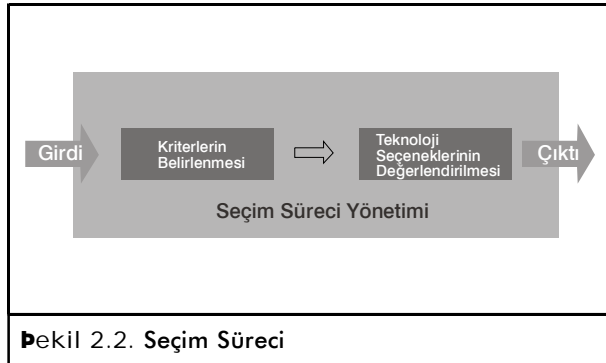 Girdi
Kriterlerin
Belirlenmesi
Teknoloji
Seçeneklerinin
Değerlendirilmesi
Çıktı
Seçim Süreci Yönetimi
Þekil 2.2. Seçim Süreci